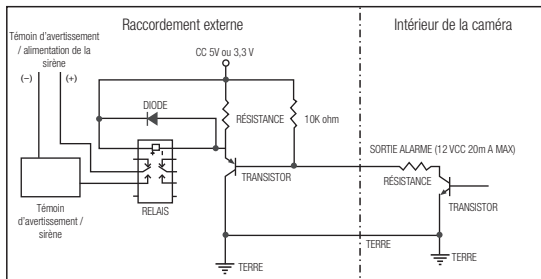 Raccordement externe
Intérieur de la caméra
Témoin d'avertissement
/ alimentation de la
sirène
(−)
(+)
CC 5V ou 3,3 V
DIODE
RÉSISTANCE
10K ohm
SORTIE ALARME (12 VCC 20m A MAX)
RÉSISTANCE
TRANSISTOR
TRANSISTOR
RELAIS
Témoin
d'avertissement /
sirène
TERRE
TERRE
TERRE